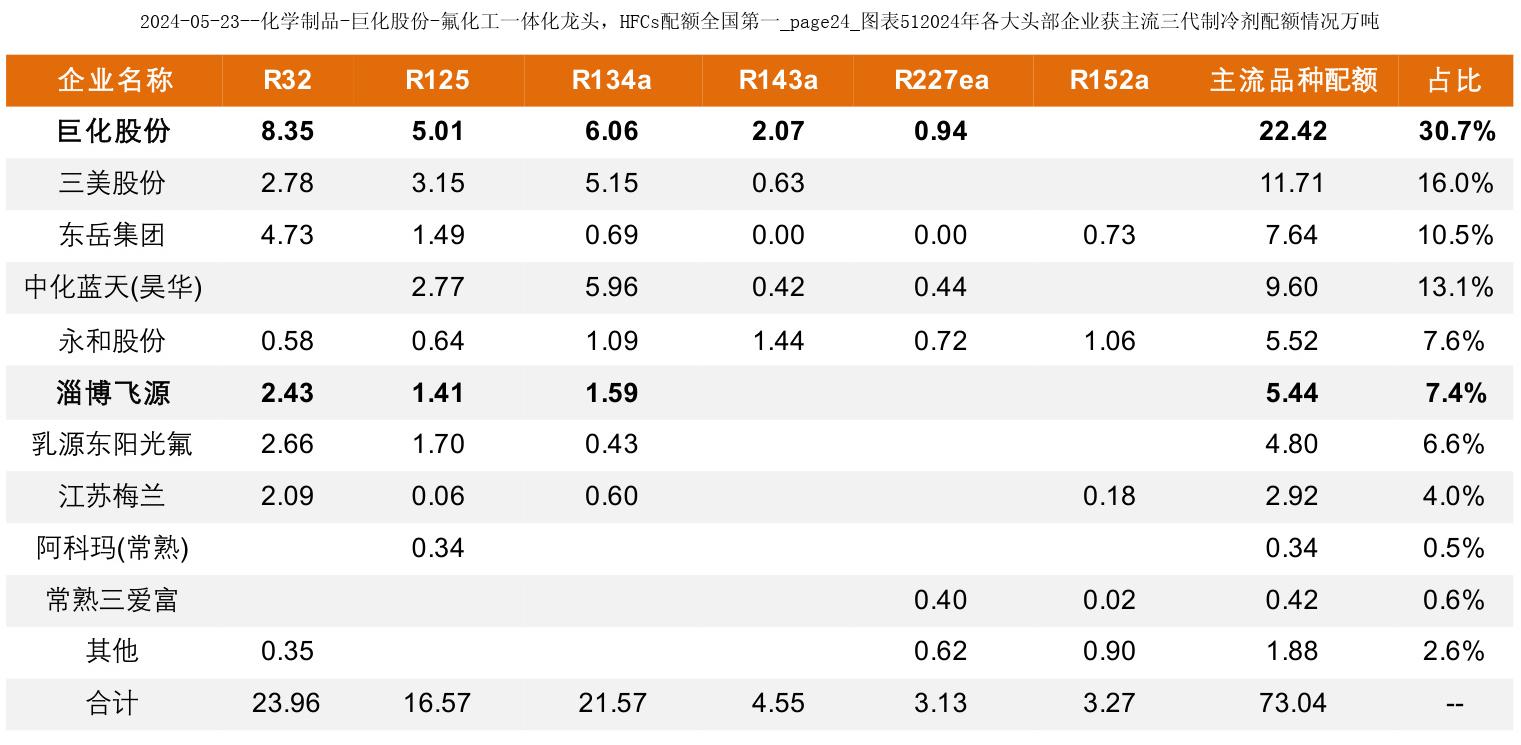 2024-05-23--化学制品-巨化股份-氟化工一体化龙头，HFCs配额全国第一_page24_图表512024年各大头部企业获主流三代制冷剂配额情况万吨
企业名称 R32 R125 R134a R143a R227ea R152a 主流品种配额 占比
巨化股份 8.35 5.01 6.06 2.07 0.94 22.42 30.7%
三美股份 2.78 3.15 5.15 0.63 11.71 16.0%
东岳集团 4.73 1.49 0.69 0.00 0.00 0.73 7.64 10.5%
中化蓝天(昊华) 2.77 5.96 0.42 0.44 9.60 13.1%
永和股份 0.58 0.64 1.09 1.44 0.72 1.06 5.52 7.6%
淄博飞源 2.43 1.41 1.59 5.44 7.4%
乳源东阳光氟 2.66 1.70 0.43 4.80 6.6%
江苏梅兰 2.09 0.06 0.60 0.18 2.92 4.0%
阿科玛(常熟) 0.34 0.34 0.5%
常熟三爱富 0.40 0.02 0.42 0.6%
其他 0.35 0.62 0.90 1.88 2.6%
合计 23.96 16.57 21.57 4.55 3.13 3.27 73.04 --